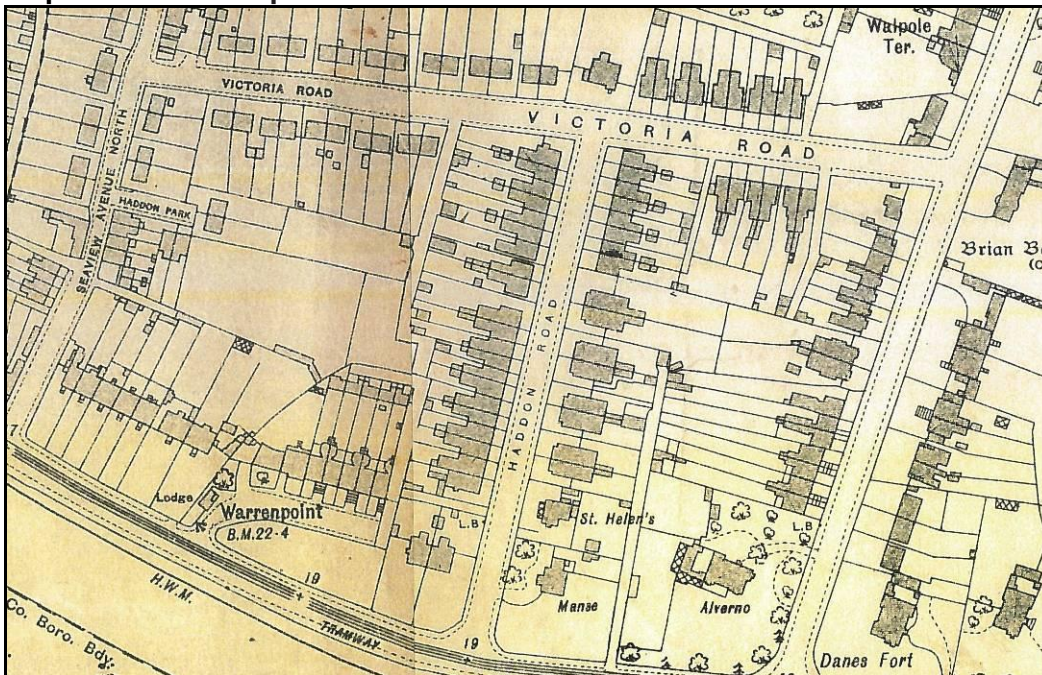 Walpole
Ter.
VICTORIA ROAD
VICTORIA ROAD
SEAVIEW AVENUE NORTH
HADDON PARK
Brian
HADDON ROAD
Lodge
Warrenpoint
B.M.22·4
L.B
St. Helen's
L.B
Manse
Alverno
Danes Fort
19
19
H.W.M.
TRAMWAY
Co. Boro. Bdy.